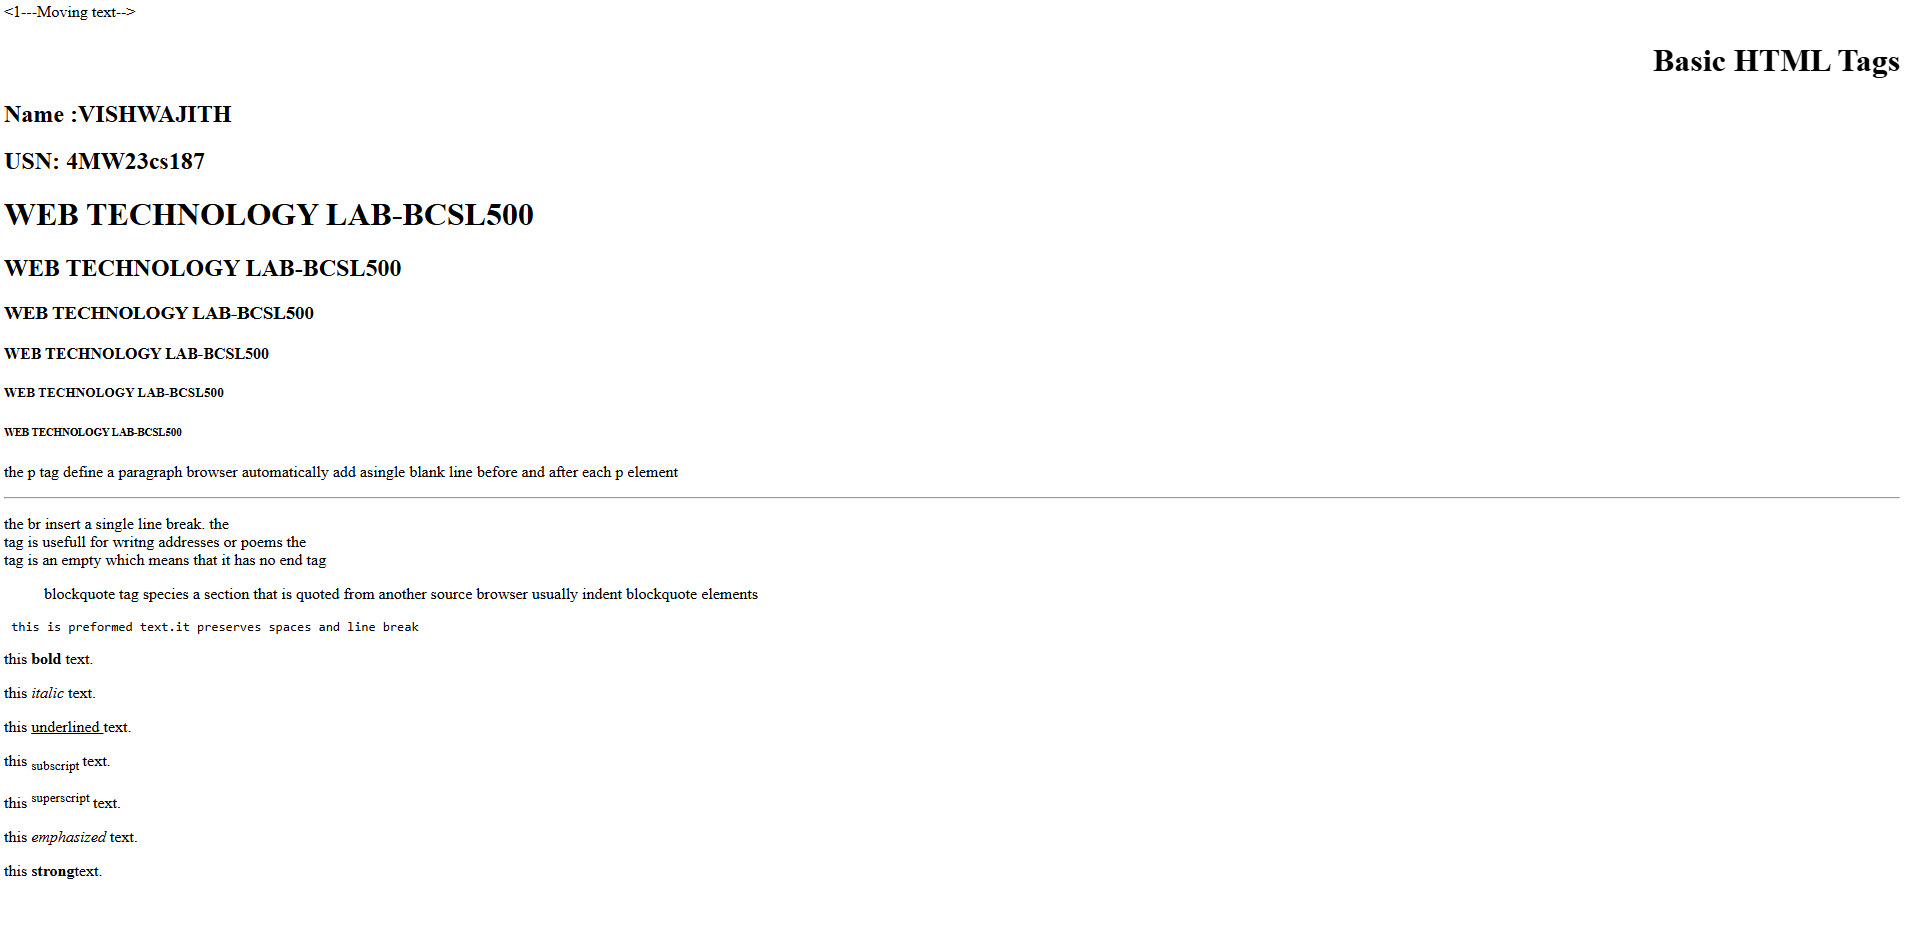 <1---Moving text-->
Basic HTML Tags
Name :VISHWAJITH
USN: 4MW23cs187
WEB TECHNOLOGY LAB-BCSL500
WEB TECHNOLOGY LAB-BCSL500
WEB TECHNOLOGY LAB-BCSL500
WEB TECHNOLOGY LAB-BCSL500
WEB TECHNOLOGY LAB-BCSL500
WEB TECHNOLOGY LAB-BCSL500
the p tag define a paragraph browser automatically add asingle blank line before and after each p element
the br insert a single line break. the
tag is usefull for writng addresses or poems the
tag is an empty which means that it has no end tag
blockquote tag species a section that is quoted from another source browser usually indent blockquote elements
this is preformed text.it preserves spaces and line break
this bold text.
this italic text.
this underlined text.
this subscript text.
this superscript text.
this emphasized text.
this strongtext.